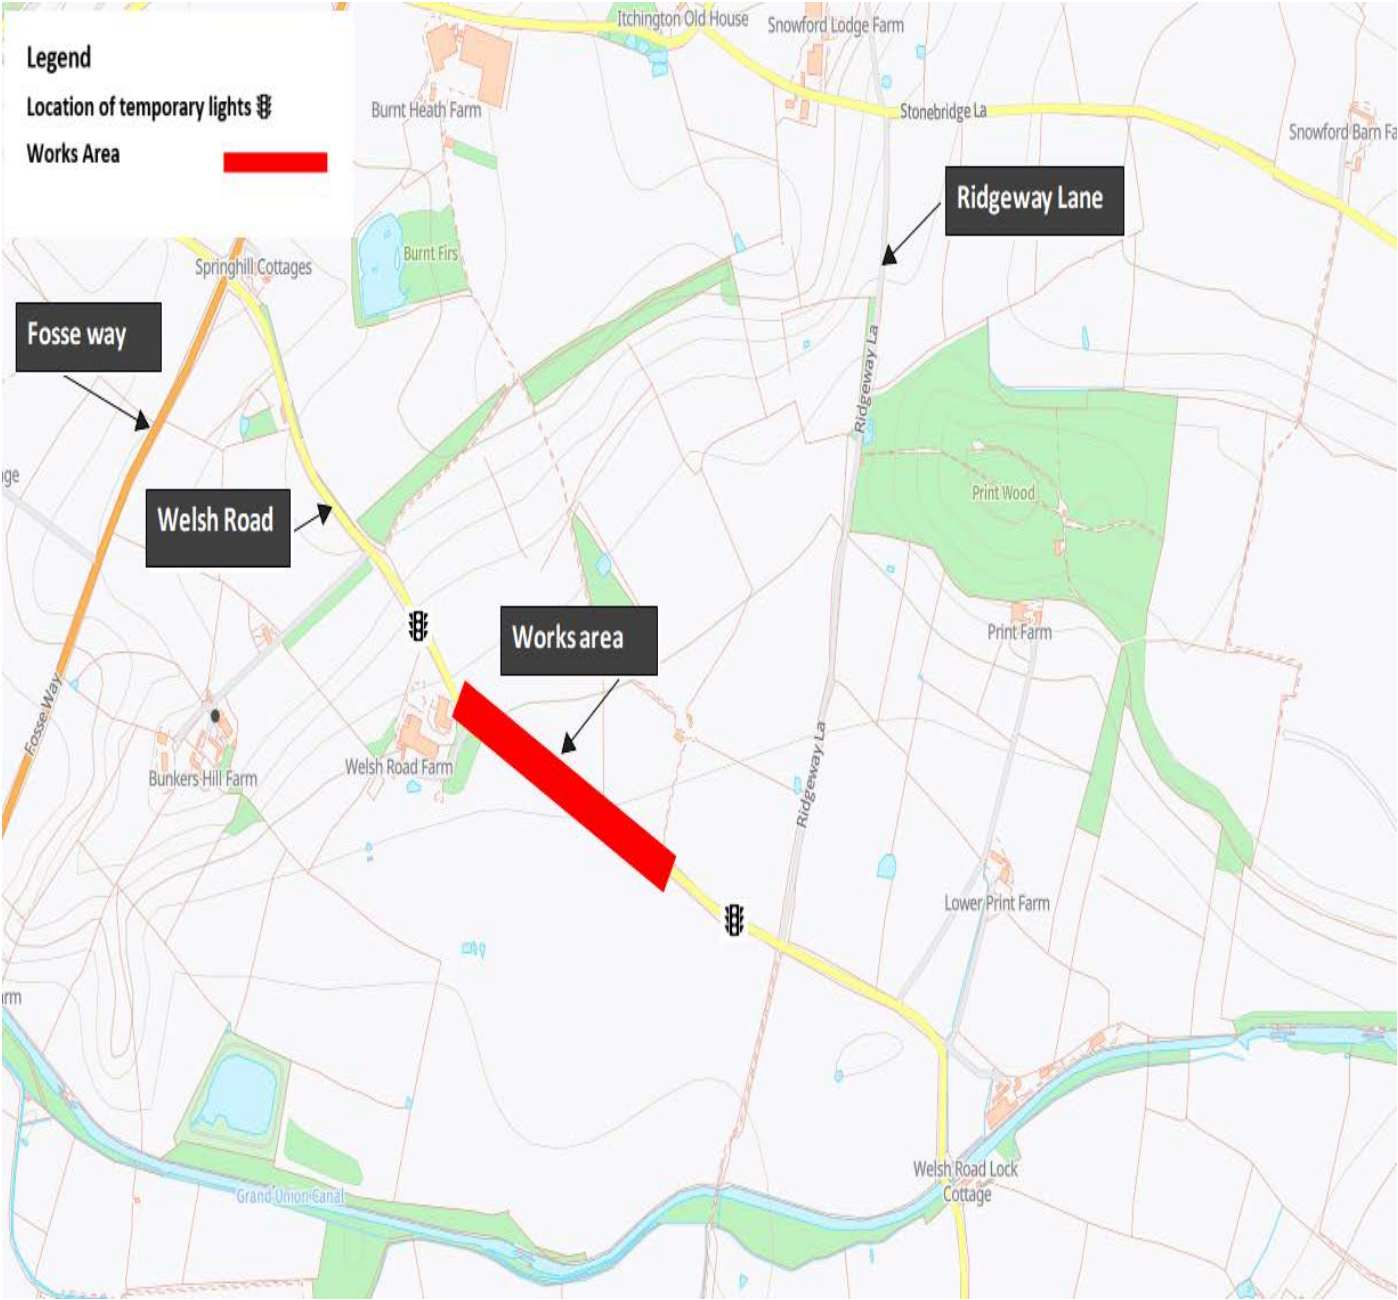 Legend
Location of temporary lights
Works Area
Itchington Old House
Snowford Lodge Farm
Burnt Heath Farm
Stonebridge La
Snowford Barn Fa
Ridgeway Lane
Burnt Firs
Springhill Cottages
Fosse way
Ridgeway La
ge
Print Wood
Welsh Road
Works area
Print Farm
Fosse Way
Welsh Road Farm
Bunkers Hill Farm
Ridgeway La
Lower Print Farm
arm
Welsh Road Lock
Cottage
Grand Union Canal